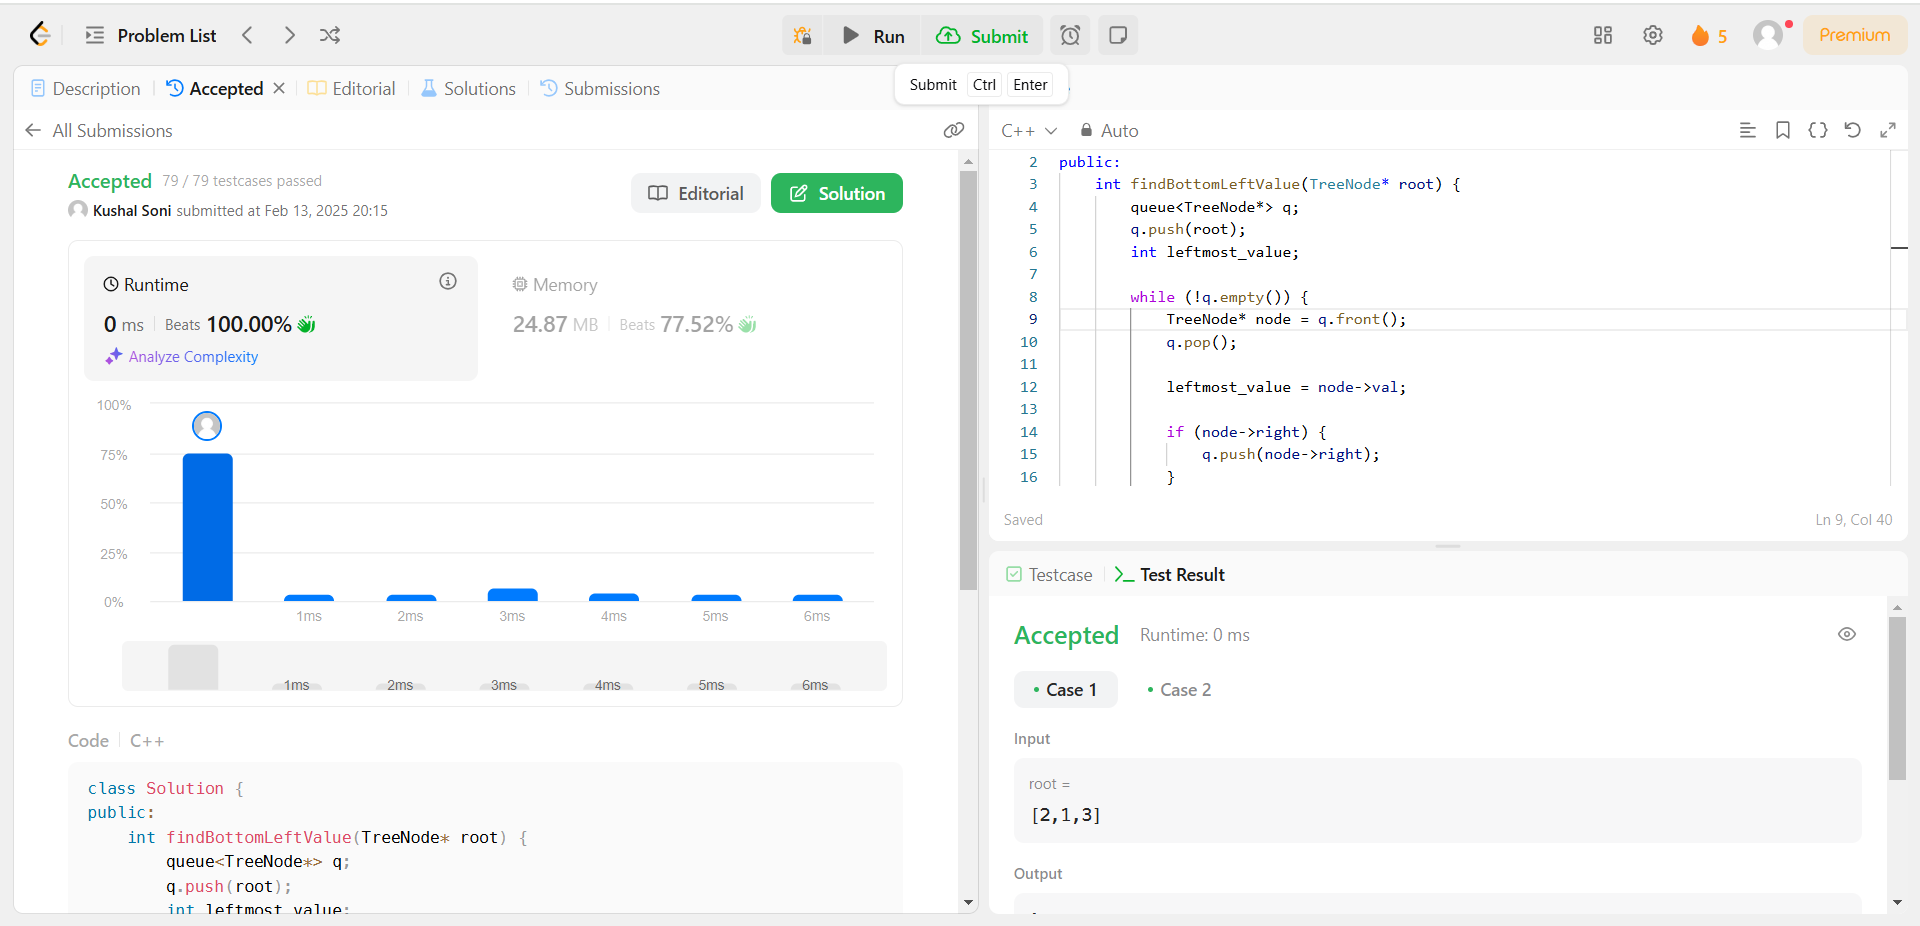 Problem List
Run
Submit
5
Premium
Submit Ctrl Enter
Description
Accepted
Editorial
Solutions
Submissions
All Submissions
Accepted 79 / 79 testcases passed
Kushal Soni submitted at Feb 13, 2025 20:15
Editorial
Solution
Runtime
0 ms Beats 100.00%
Analyze Complexity
Memory
24.87 MB Beats 77.52%
100%
75%
50%
25%
0%
1ms 2ms 3ms 4ms 5ms 6ms
1ms 2ms 3ms 4ms 5ms 6ms
Code C++
class Solution {
public:
    int findBottomLeftValue(TreeNode* root) {
        queue<TreeNode*> q;
        q.push(root);
        int leftmost_value;
C++ Auto
2 public:
3     int findBottomLeftValue(TreeNode* root) {
4         queue<TreeNode*> q;
5         q.push(root);
6         int leftmost_value;
7
8         while (!q.empty()) {
9             TreeNode* node = q.front();
10             q.pop();
11
12             leftmost_value = node->val;
13
14             if (node->right) {
15                 q.push(node->right);
16             }
Saved
Ln 9, Col 40
Testcase
Test Result
Accepted Runtime: 0 ms
• Case 1
• Case 2
Input
root =
[2,1,3]
Output